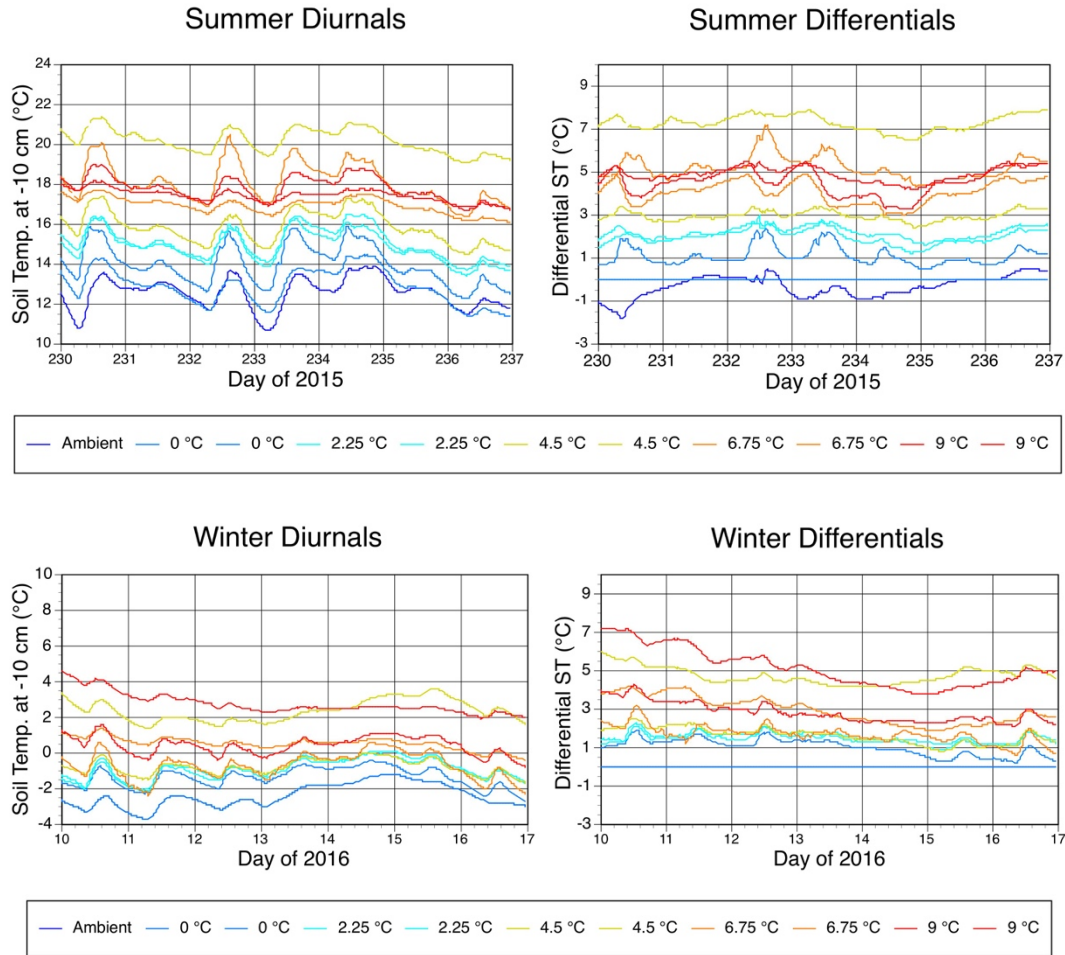 Summer Diurnals
Soil Temp. at -10 cm (°C)
24
22
20
18
16
14
12
10
230 231 232 233 234 235 236 237
Day of 2015
Summer Differentials
Differential ST (°C)
9
7
5
3
1
-1
-3
230 231 232 233 234 235 236 237
Day of 2015
Ambient 0 °C 0 °C 2.25 °C 2.25 °C 4.5 °C 4.5 °C 6.75 °C 6.75 °C 9 °C 9 °C
Winter Diurnals
Soil Temp. at -10 cm (°C)
10
8
6
4
2
0
-2
-4
10 11 12 13 14 15 16 17
Day of 2016
Winter Differentials
Differential ST (°C)
9
7
5
3
1
-1
-3
10 11 12 13 14 15 16 17
Day of 2016
Ambient 0 °C 0 °C 2.25 °C 2.25 °C 4.5 °C 4.5 °C 6.75 °C 6.75 °C 9 °C 9 °C